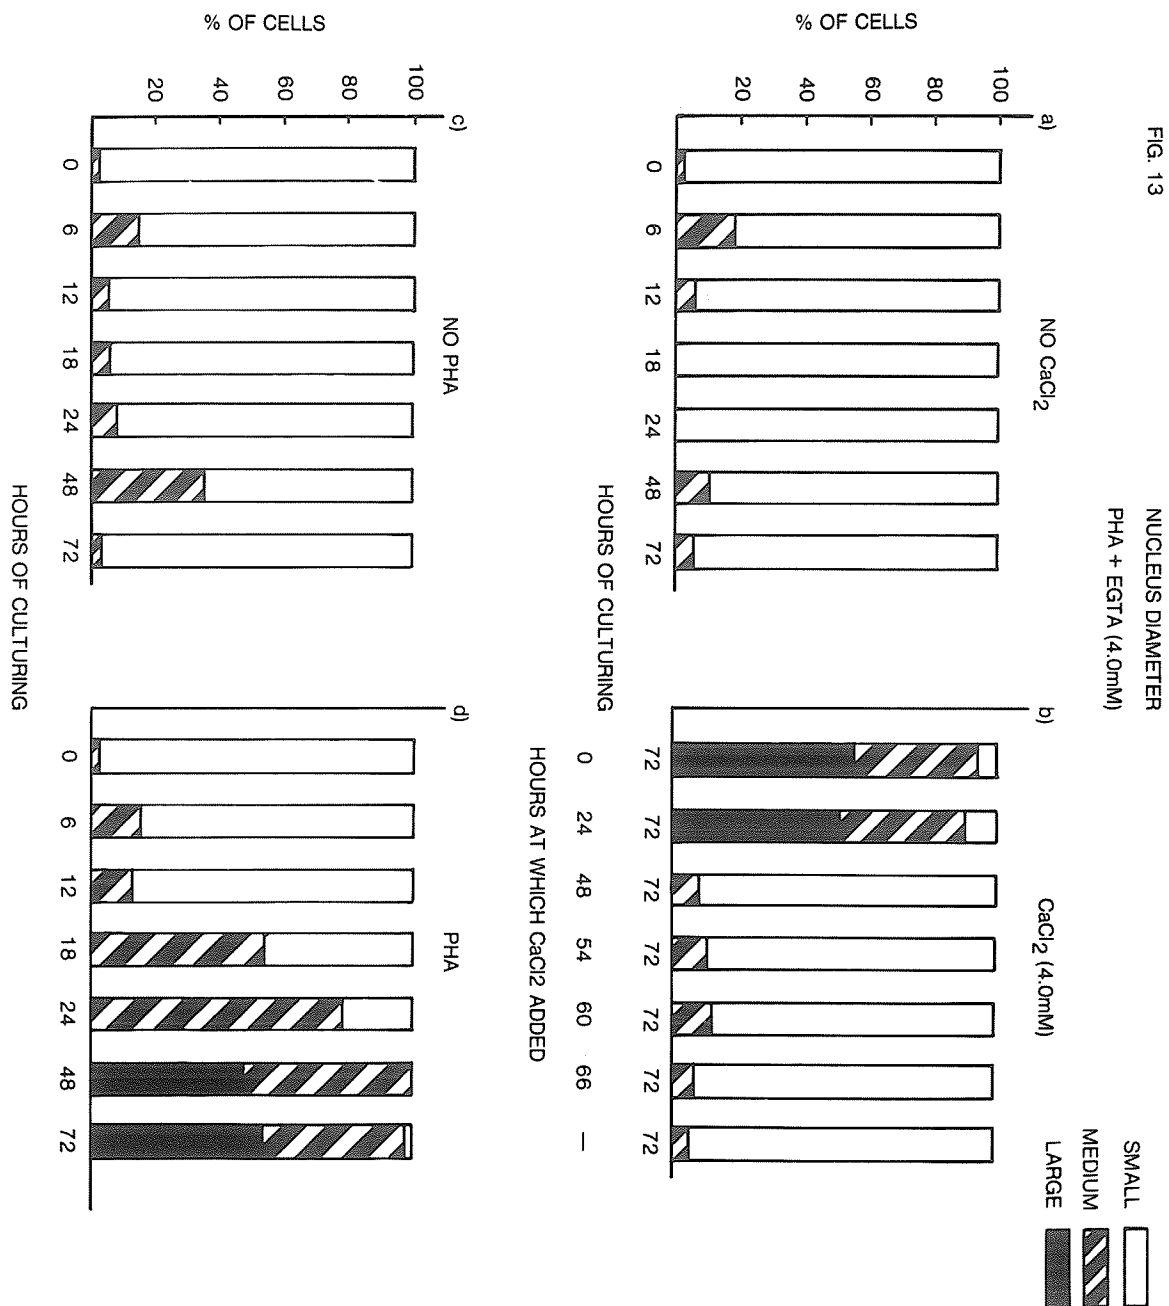 FIG. 13
NUCLEUS DIAMETER
PHA + EGTA (4.0mM)
SMALL
MEDIUM
LARGE
a)
NO CaCl2
% OF CELLS
100
80
60
40
20
0 6 12 18 24 48 72
HOURS OF CULTURING
b)
CaCl2 (4.0mM)
72 72 72 72 72 72 72
0 24 48 54 60 66 —
HOURS AT WHICH CaCl2 ADDED
c)
NO PHA
% OF CELLS
100
80
60
40
20
0 6 12 18 24 48 72
HOURS OF CULTURING
d)
PHA
0 6 12 18 24 48 72